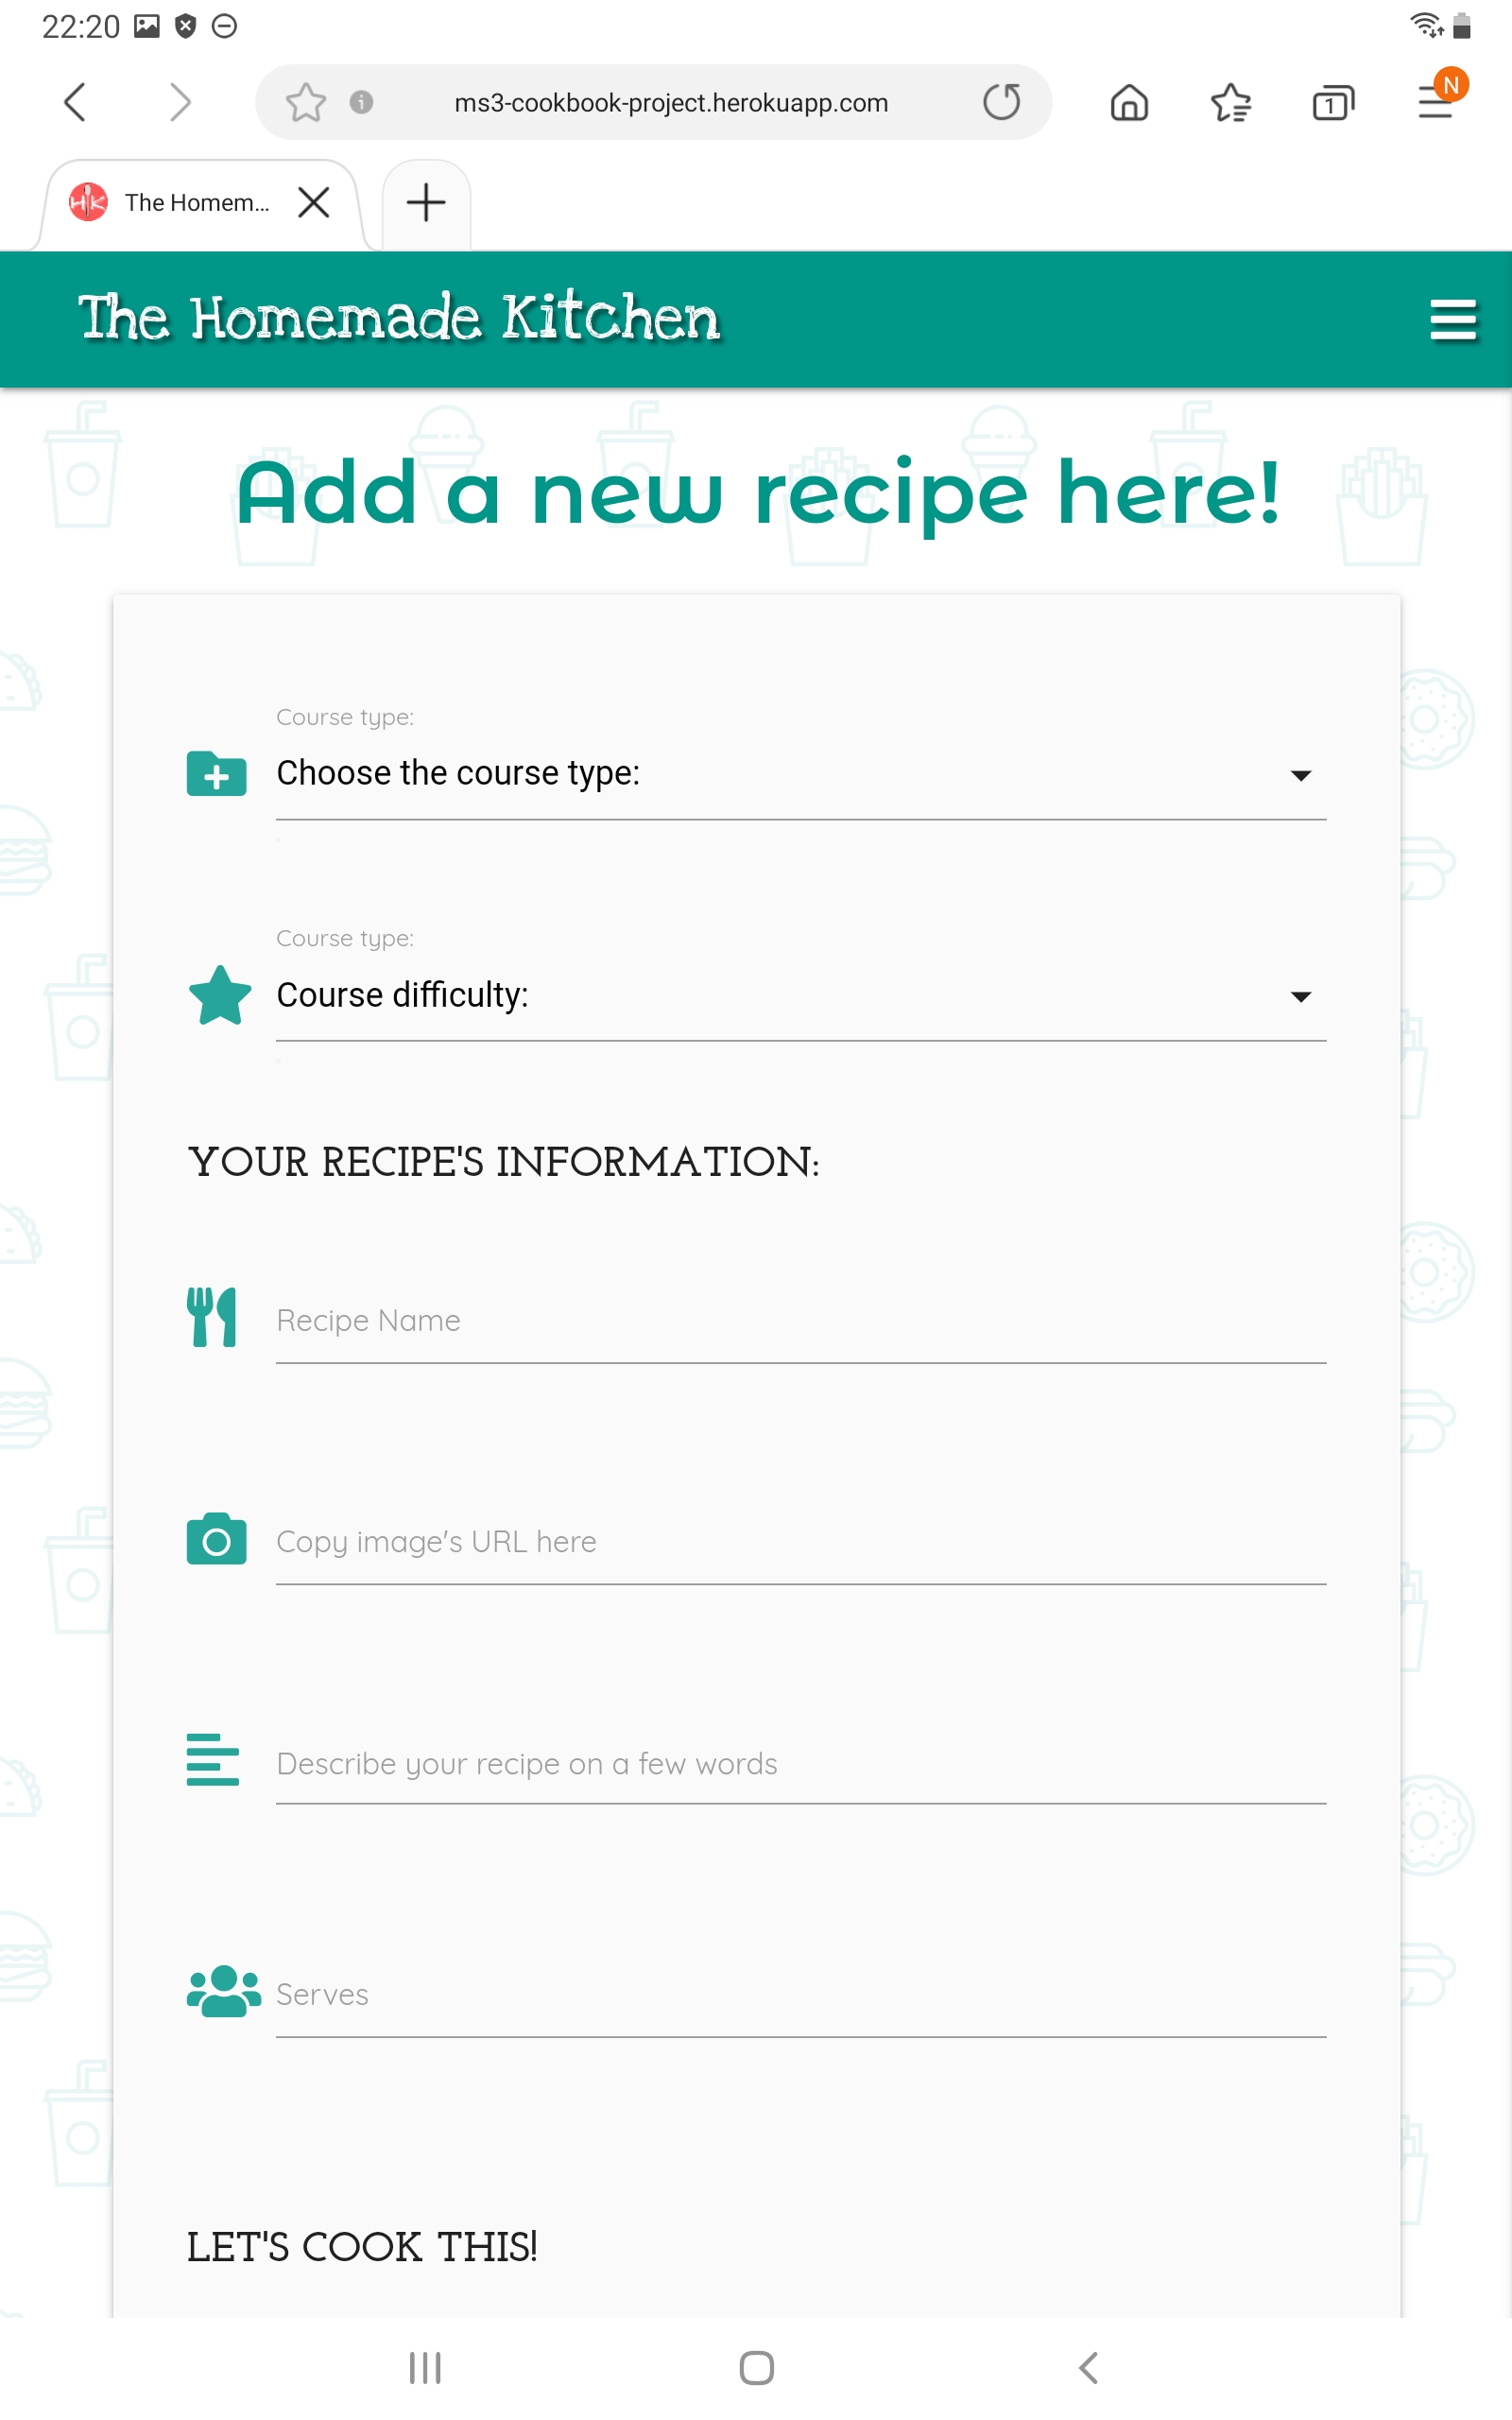 22:20
ms3-cookbook-project.herokuapp.com
1
N
HK
The Homem...
The Homemade Kitchen
Add a new recipe here!
Course type:
Choose the course type:
Course type:
Course difficulty:
YOUR RECIPE'S INFORMATION:
Recipe Name
Copy image's URL here
Describe your recipe on a few words
Serves
LET'S COOK THIS!